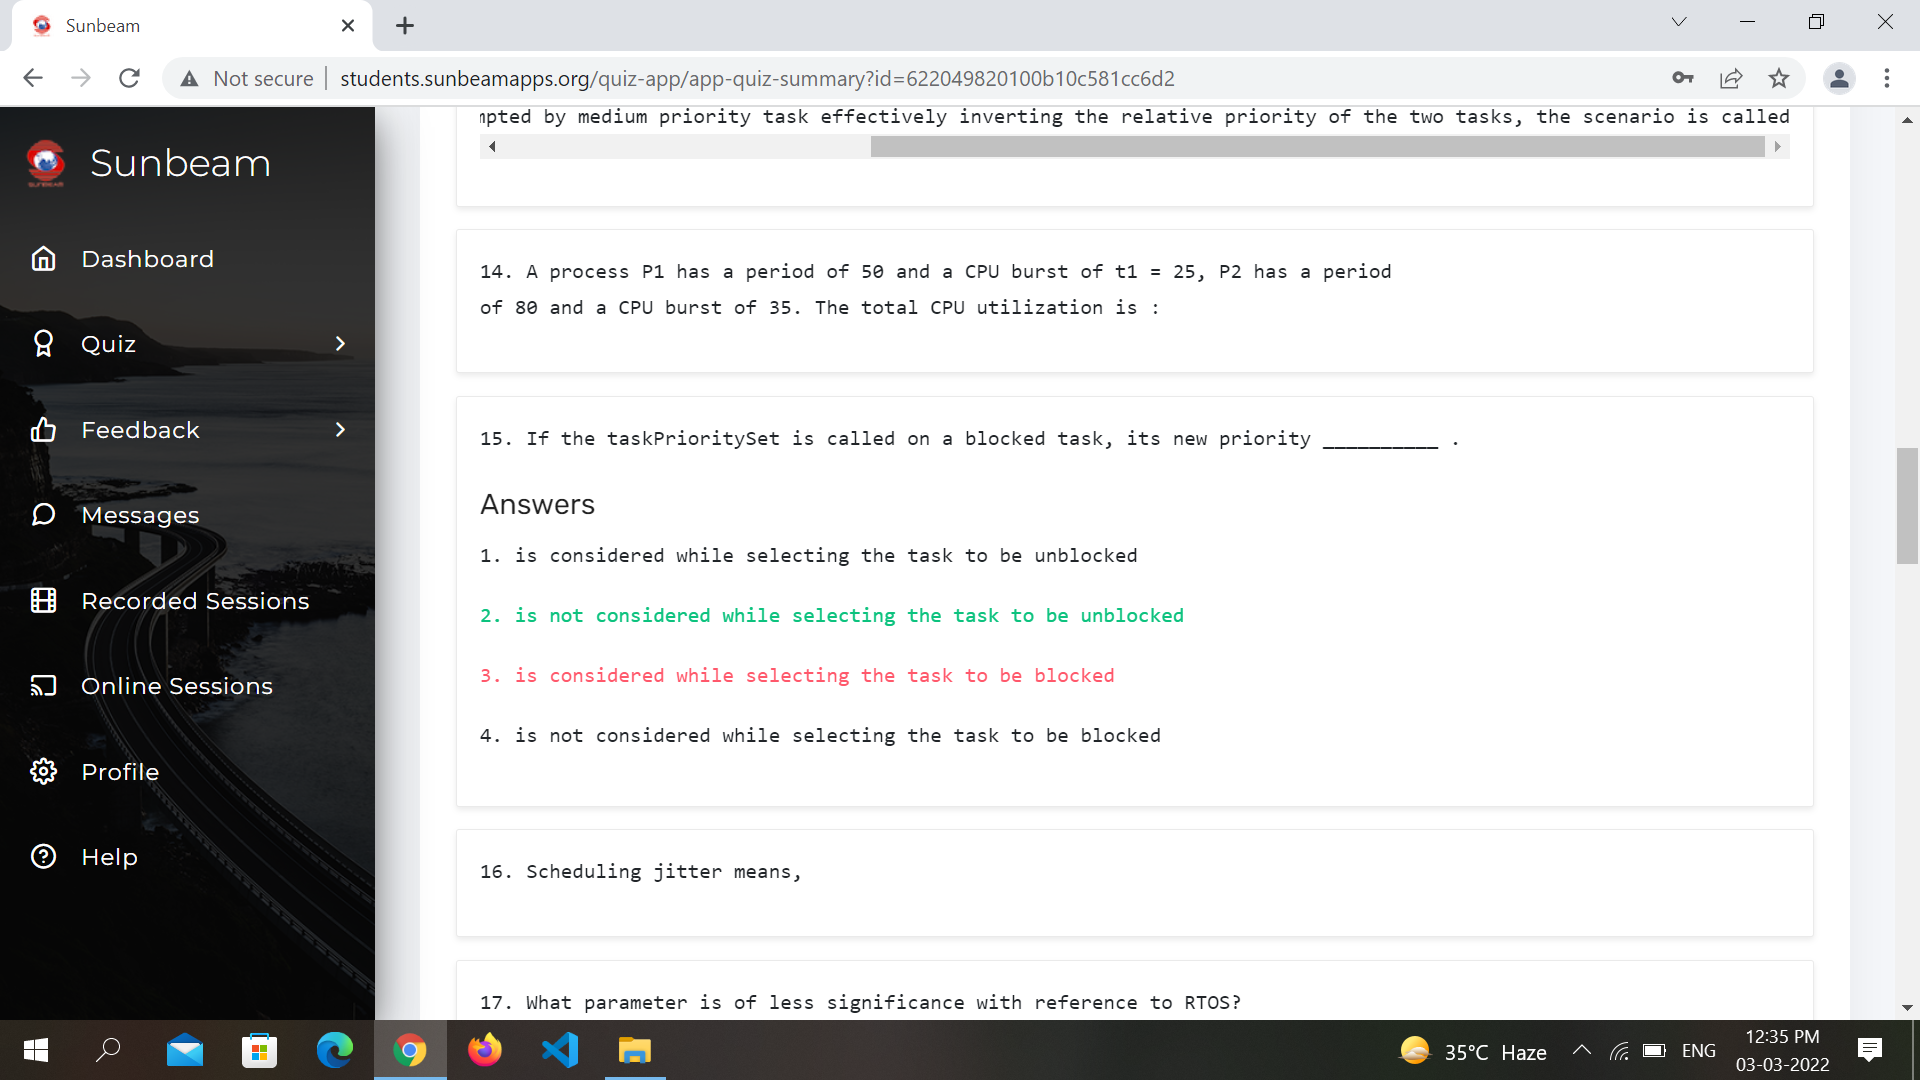 Sunbeam
Not secure
students.sunbeamapps.org/quiz-app/app-quiz-summary?id=622049820100b10c581cc6d2
Sunbeam
Dashboard
Quiz
Feedback
Messages
Recorded Sessions
Online Sessions
Profile
Help
mpted by medium priority task effectively inverting the relative priority of the two tasks, the scenario is called
14. A process P1 has a period of 50 and a CPU burst of t1 = 25, P2 has a period
of 80 and a CPU burst of 35. The total CPU utilization is :
15. If the taskPrioritySet is called on a blocked task, its new priority __________ .
Answers
1. is considered while selecting the task to be unblocked
2. is not considered while selecting the task to be unblocked
3. is considered while selecting the task to be blocked
4. is not considered while selecting the task to be blocked
16. Scheduling jitter means,
17. What parameter is of less significance with reference to RTOS?
35°C Haze
ENG
12:35 PM
03-03-2022